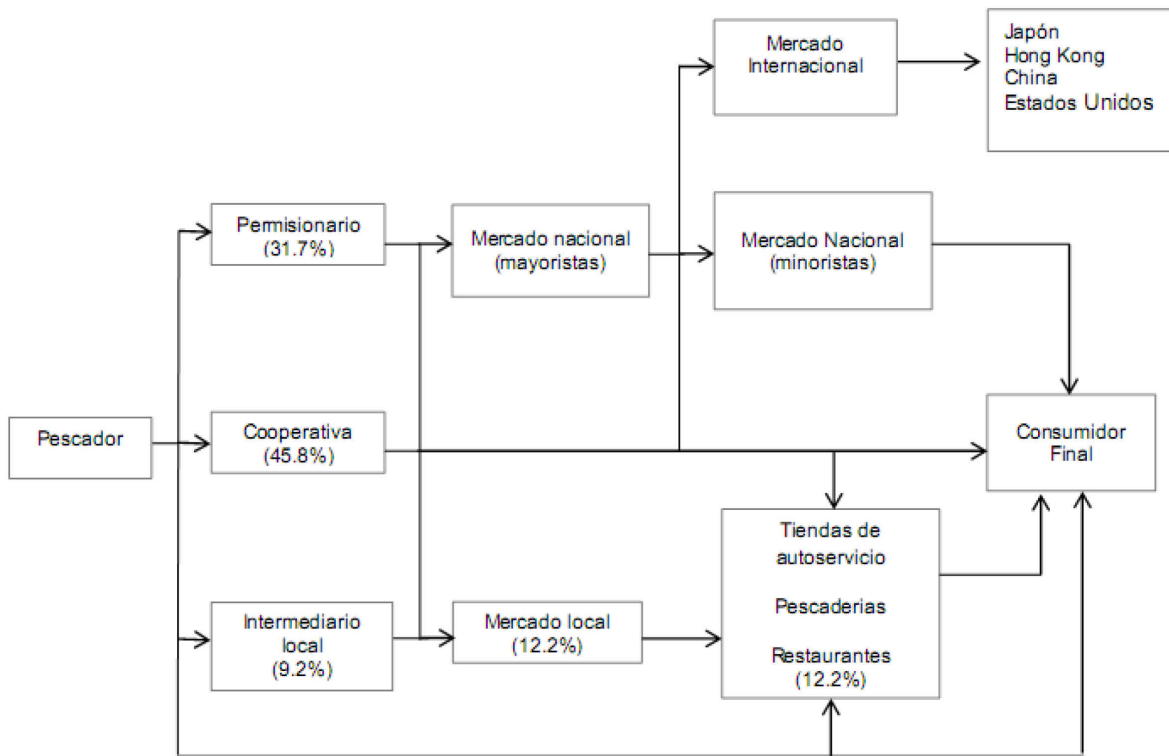 Mercado
Internacional
Japón
Hong Kong
China
Estados Unidos
Permisionario
(31.7%)
Mercado nacional
(mayoristas)
Mercado Nacional
(minoristas)
Pescador
Cooperativa
(45.8%)
Consumidor
Final
Intermediario
local
(9.2%)
Mercado local
(12.2%)
Tiendas de
autoservicio
Pescaderias
Restaurantes
(12.2%)